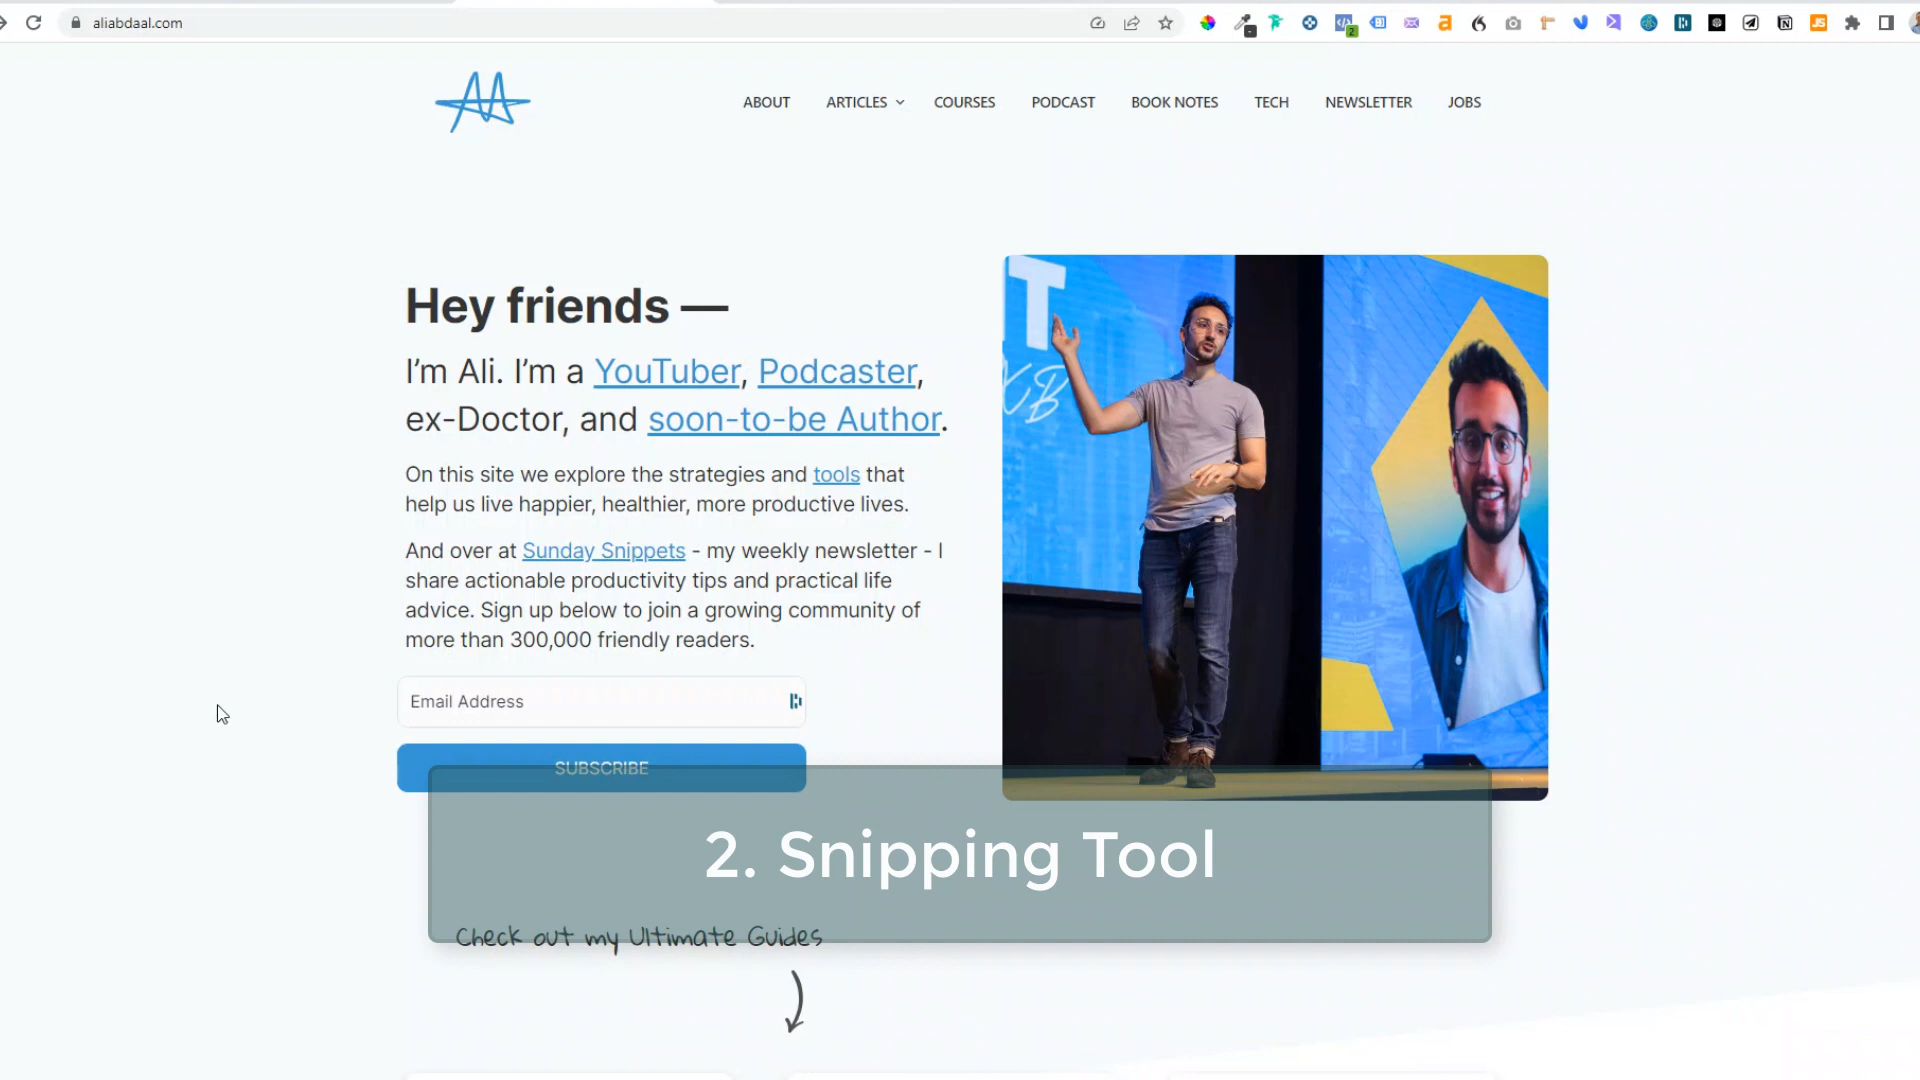 aliabdaal.com
ABOUT ARTICLES COURSES PODCAST BOOK NOTES TECH NEWSLETTER JOBS
Hey friends —
I'm Ali. I'm a YouTuber, Podcaster,
ex-Doctor, and soon-to-be Author.
On this site we explore the strategies and tools that
help us live happier, healthier, more productive lives.
And over at Sunday Snippets - my weekly newsletter - I
share actionable productivity tips and practical life
advice. Sign up below to join a growing community of
more than 300,000 friendly readers.
Email Address
SUBSCRIBE
2. Snipping Tool
Check out my Ultimate Guides